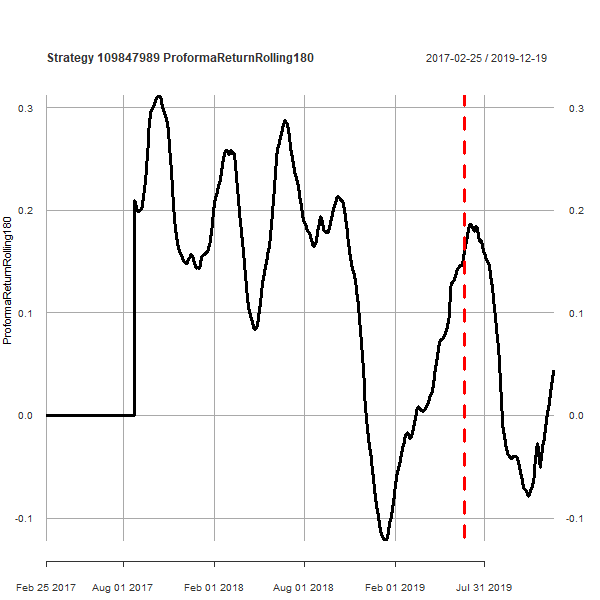 Strategy 109847989 ProformaReturnRolling180
2017-02-25 / 2019-12-19
ProformaReturnRolling180
0.3
0.3
0.2
0.2
0.1
0.1
0.0
0.0
-0.1
-0.1
Feb 25 2017
Aug 01 2017
Feb 01 2018
Aug 01 2018
Feb 01 2019
Jul 31 2019